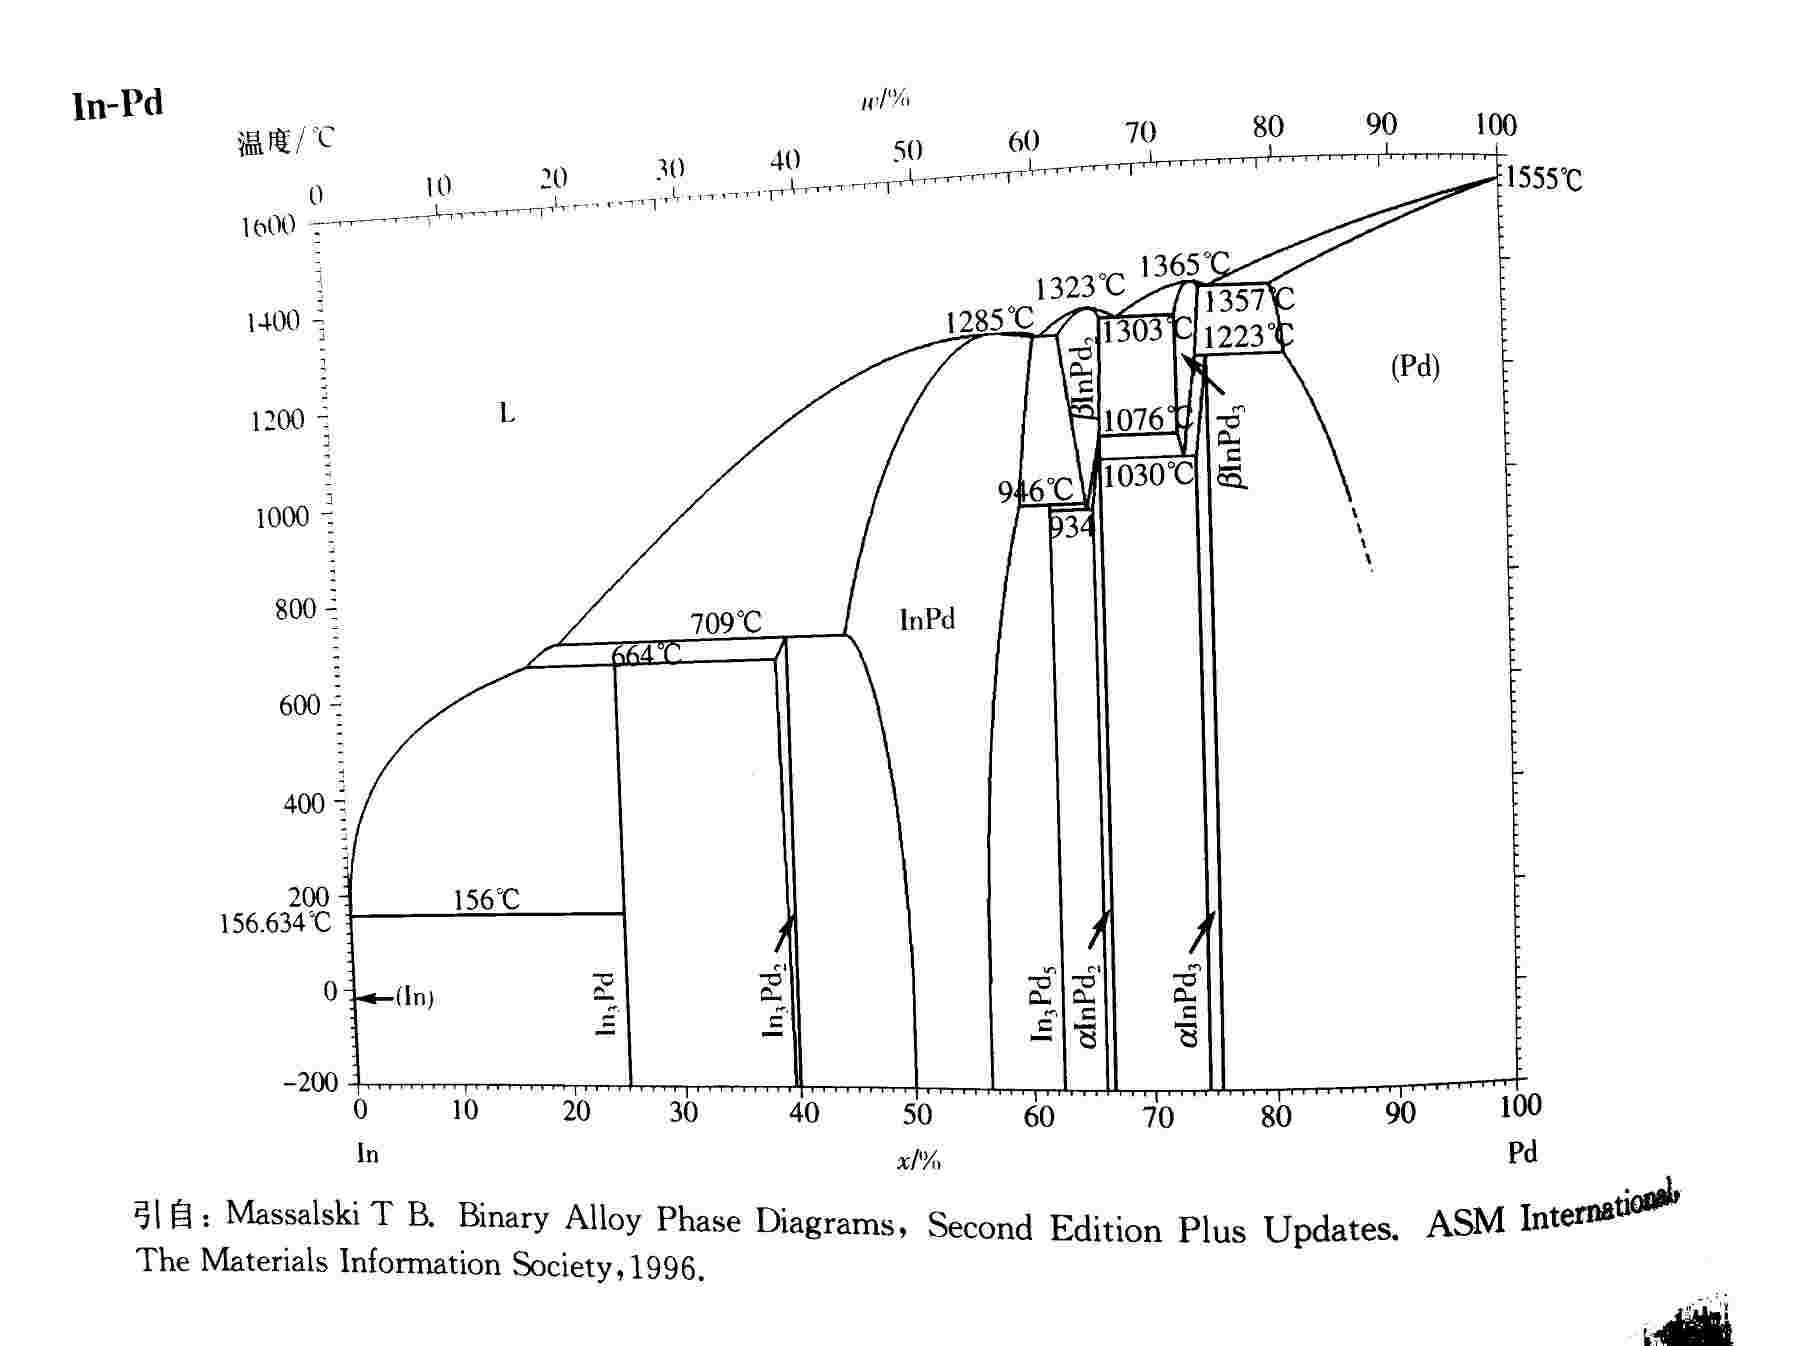 In-Pd
w/%
温度/℃
0 10 20 30 40 50 60 70 80 90 100
1600
1555℃
1365℃
1323℃
1357℃
1400
1285℃
1303℃
1223℃
βInPd₂
(Pd)
L
1200
1076℃
βInPd₃
1030℃
946℃
1000
934
800
709℃
InPd
664℃
600
400
200
156℃
156.634℃
0
(In)
In₃Pd
In₃Pd₂
In₃Pd₅
αInPd₂
αInPd₃
-200
0 10 20 30 40 50 60 70 80 90 100
In x/% Pd
引自: Massalski T B. Binary Alloy Phase Diagrams, Second Edition Plus Updates. ASM International,
The Materials Information Society,1996.